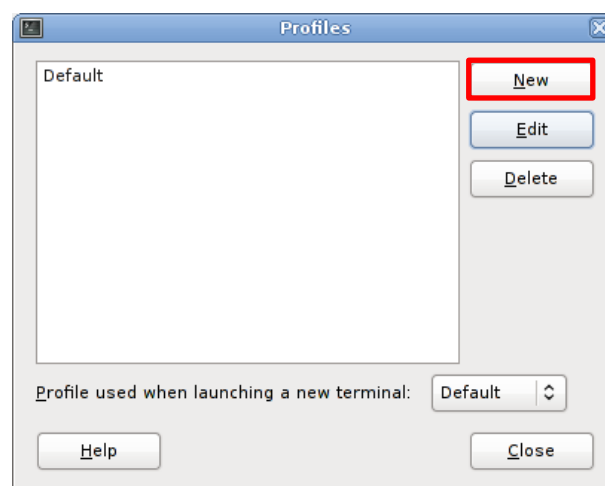 Profiles
Default
New
Edit
Delete
Profile used when launching a new terminal: Default
Help
Close